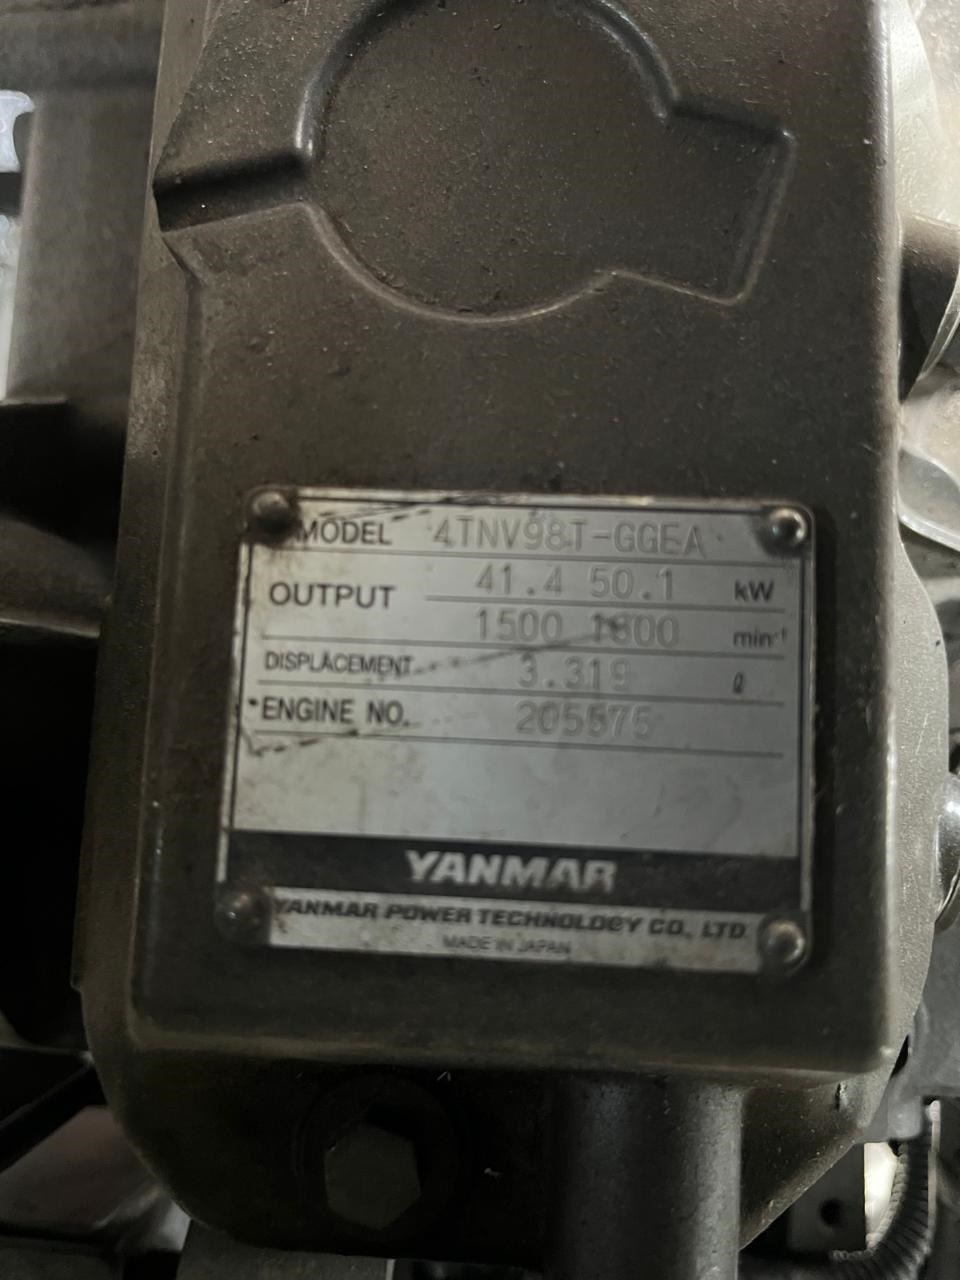 MODEL 4TNV98T-GGEA
OUTPUT 41.4 50.1 kW
1500 1800 min⁻¹
DISPLACEMENT 3.319 ℓ
ENGINE NO. 205575
YANMAR
YANMAR POWER TECHNOLOGY CO., LTD.
MADE IN JAPAN